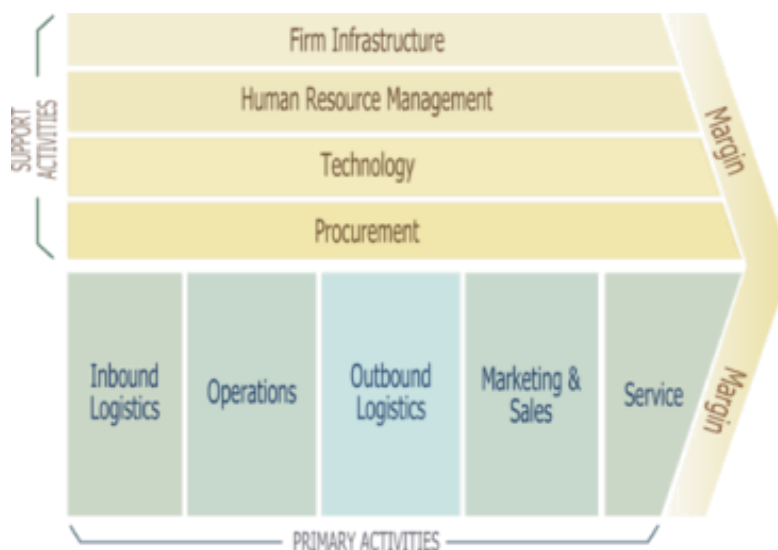 Firm Infrastructure
Human Resource Management
Technology
Procurement
SUPPORT
ACTIVITIES
Margin
Inbound
Logistics
Operations
Outbound
Logistics
Marketing &
Sales
Service
Margin
PRIMARY ACTIVITIES